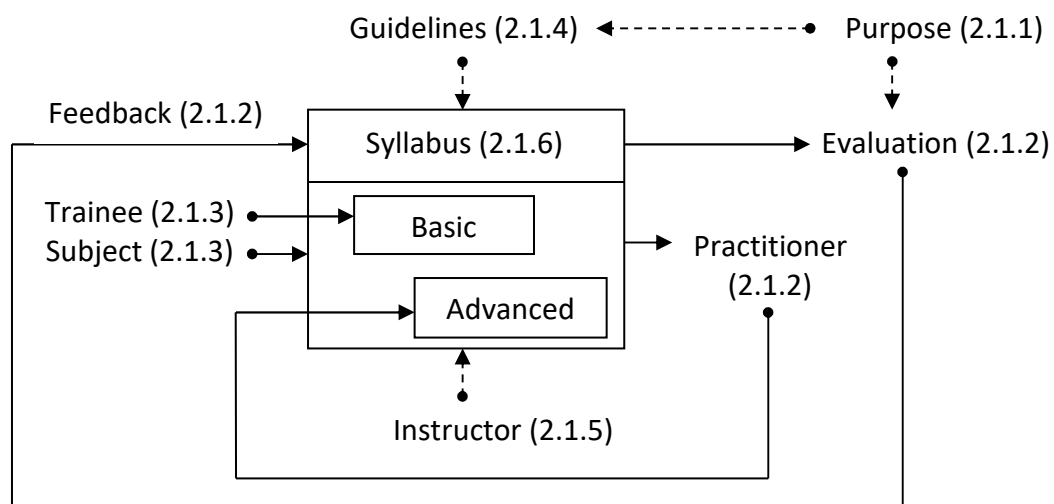 Guidelines (2.1.4)
Purpose (2.1.1)
Feedback (2.1.2)
Syllabus (2.1.6)
Evaluation (2.1.2)
Trainee (2.1.3)
Basic
Subject (2.1.3)
Practitioner
(2.1.2)
Advanced
Instructor (2.1.5)